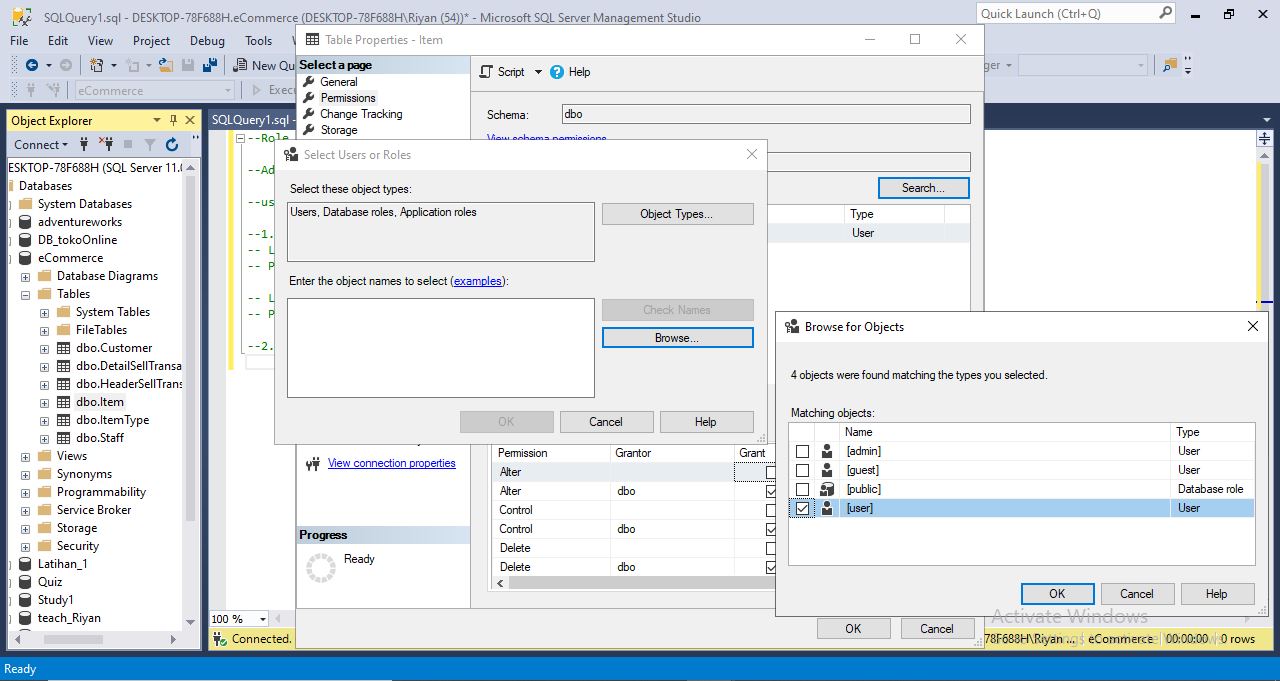 SQLQuery1.sql - DESKTOP-78F688H.eCommerce (DESKTOP-78F688H\Riyan (54))* - Microsoft SQL Server Management Studio
Quick Launch (Ctrl+Q)
File Edit View Project Debug Tools
Table Properties - Item
New Qu
eCommerce
Execu
Select a page
General
Permissions
Change Tracking
Storage
Script Help
Schema: dbo
View schema permissions
Search...
Type
User
Object Explorer
Connect
ESKTOP-78F688H (SQL Server 11.0
Databases
System Databases
adventureworks
DB_tokoOnline
eCommerce
Database Diagrams
Tables
System Tables
FileTables
dbo.Customer
dbo.DetailSellTransa
dbo.HeaderSellTrans
dbo.Item
dbo.ItemType
dbo.Staff
Views
Synonyms
Programmability
Service Broker
Storage
Security
Latihan_1
Quiz
Study1
teach_Riyan
SQLQuery1.sql -
--Role
--Ad
--us
--1.
-- L
-- P
-- L
-- P
--2.
100 %
Connected.
Select Users or Roles
Select these object types:
Users, Database roles, Application roles
Object Types...
Enter the object names to select (examples):
Check Names
Browse...
OK Cancel Help
View connection properties
Progress
Ready
Permission Grantor Grant
Alter
Alter dbo
Control
Control dbo
Delete
Delete dbo
OK Cancel
Browse for Objects
4 objects were found matching the types you selected.
Matching objects:
Name Type
[admin] User
[guest] User
[public] Database role
[user] User
OK Cancel Help
Activate Windows
78F688H\Riyan ... eCommerce 00:00:00 0 rows
Ready